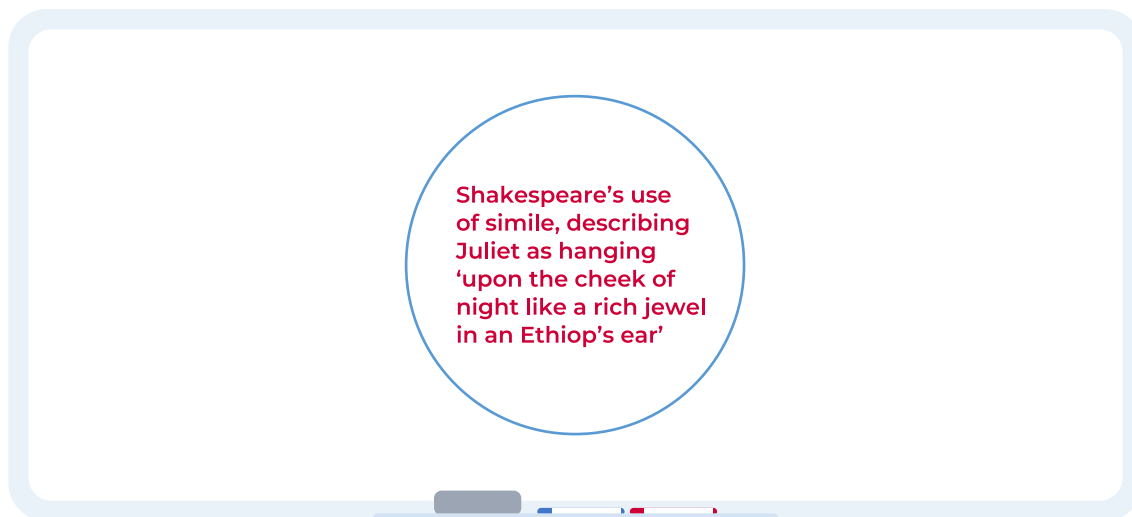 Shakespeare’s use
of simile, describing
Juliet as hanging
‘upon the cheek of
night like a rich jewel
in an Ethiop’s ear’